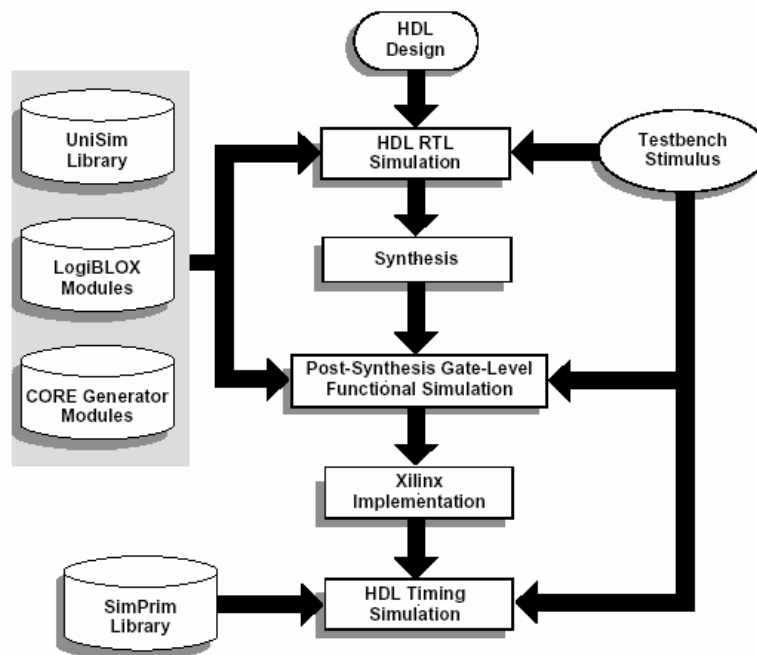 HDL
Design
UniSim
Library
HDL RTL
Simulation
Testbench
Stimulus
LogiBLOX
Modules
Synthesis
CORE Generator
Modules
Post-Synthesis Gate-Level
Functional Simulation
Xilinx
Implementation
SimPrim
Library
HDL Timing
Simulation